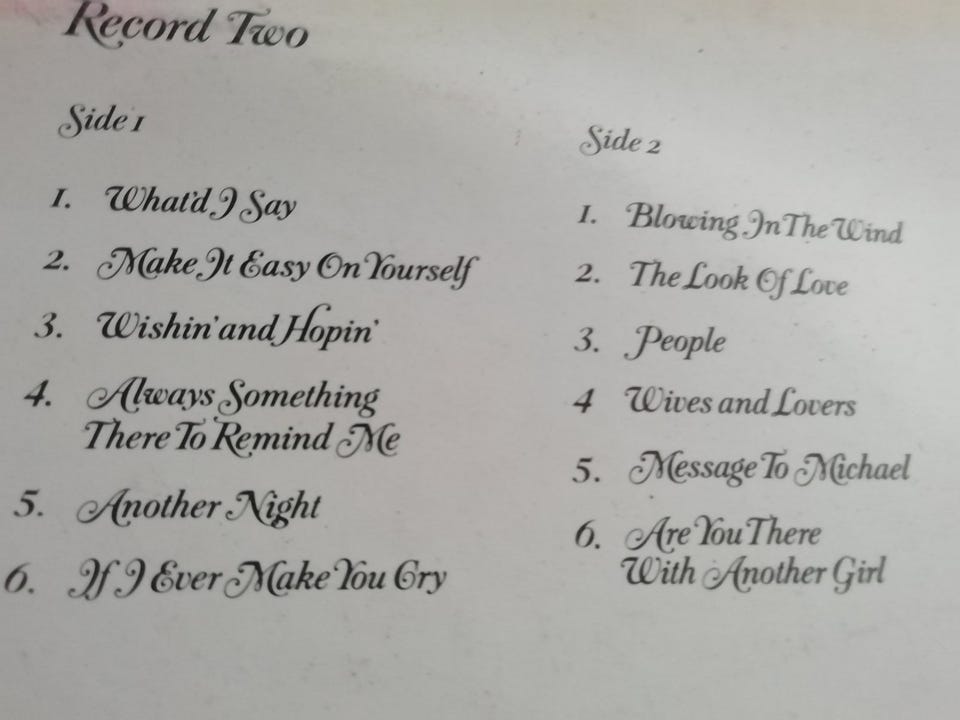 Record Two
Side 1
1. What'd I Say
2. Make It Easy On Yourself
3. Wishin' and Hopin'
4. Always Something
There To Remind Me
5. Another Night
6. If I Ever Make You Cry
Side 2
1. Blowing In The Wind
2. The Look Of Love
3. People
4 Wives and Lovers
5. Message To Michael
6. Are You There
With Another Girl